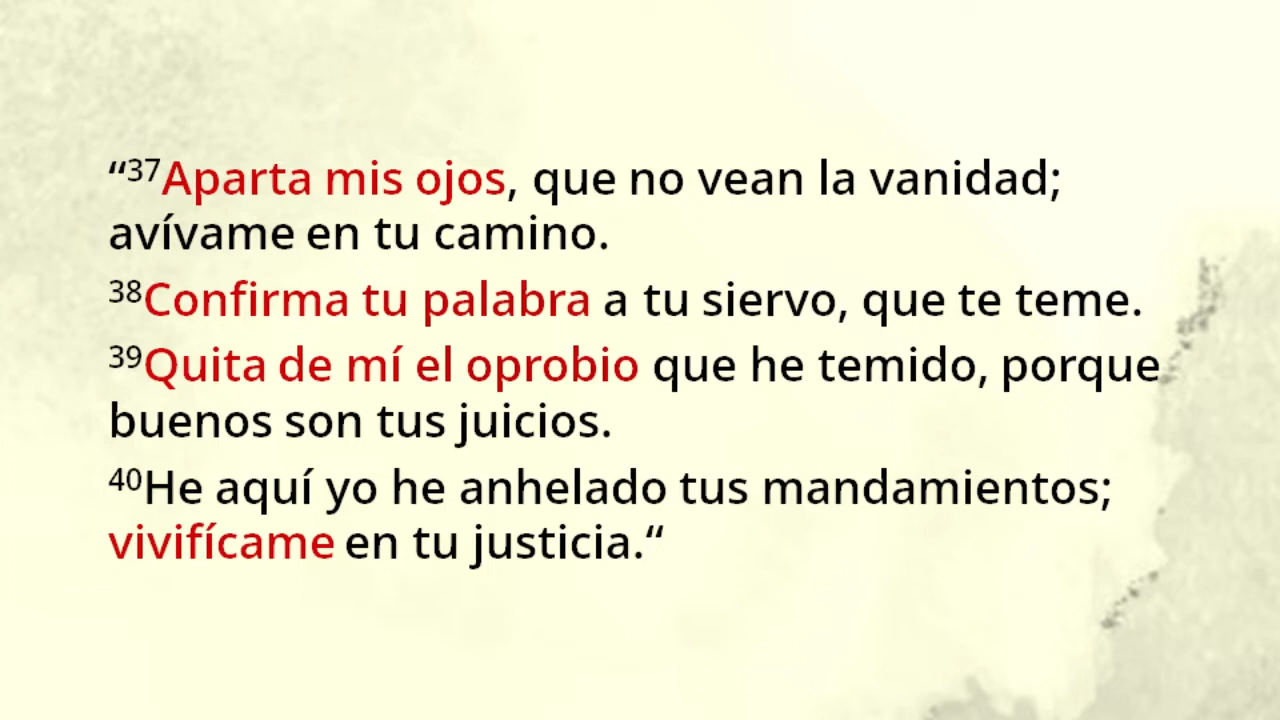 “37Aparta mis ojos, que no vean la vanidad;
avívame en tu camino.
38Confirma tu palabra a tu siervo, que te teme.
39Quita de mí el oprobio que he temido, porque
buenos son tus juicios.
40He aquí yo he anhelado tus mandamientos;
vivifícame en tu justicia.“